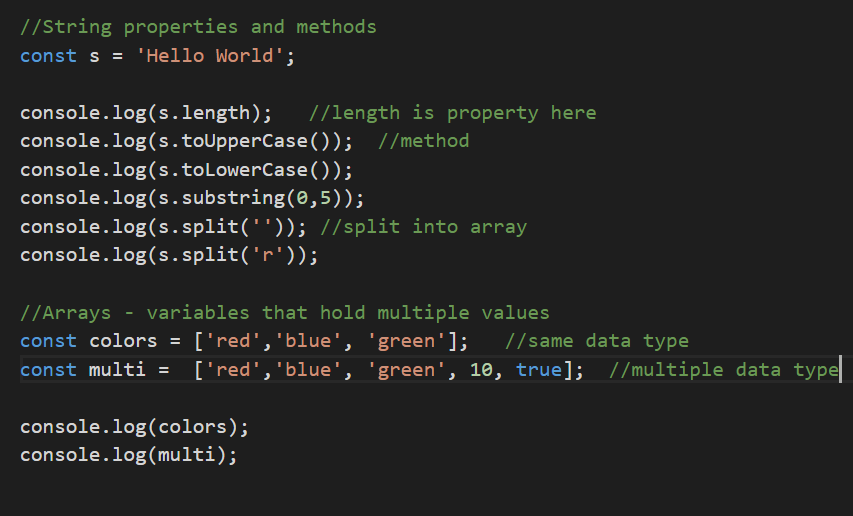 //String properties and methods
const s = 'Hello World';
console.log(s.length);   //length is property here
console.log(s.toUpperCase());  //method
console.log(s.toLowerCase());
console.log(s.substring(0,5));
console.log(s.split('')); //split into array
console.log(s.split('r'));
//Arrays - variables that hold multiple values
const colors = ['red','blue', 'green'];   //same data type
const multi =  ['red','blue', 'green', 10, true];  //multiple data type
console.log(colors);
console.log(multi);